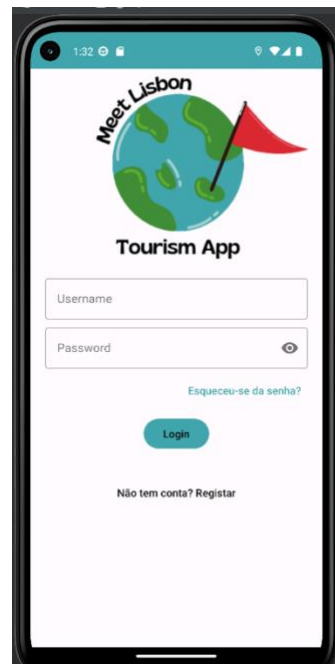 1:32
Meet Lisbon
Tourism App
Username
Password
Esqueceu-se da senha?
Login
Não tem conta? Registar